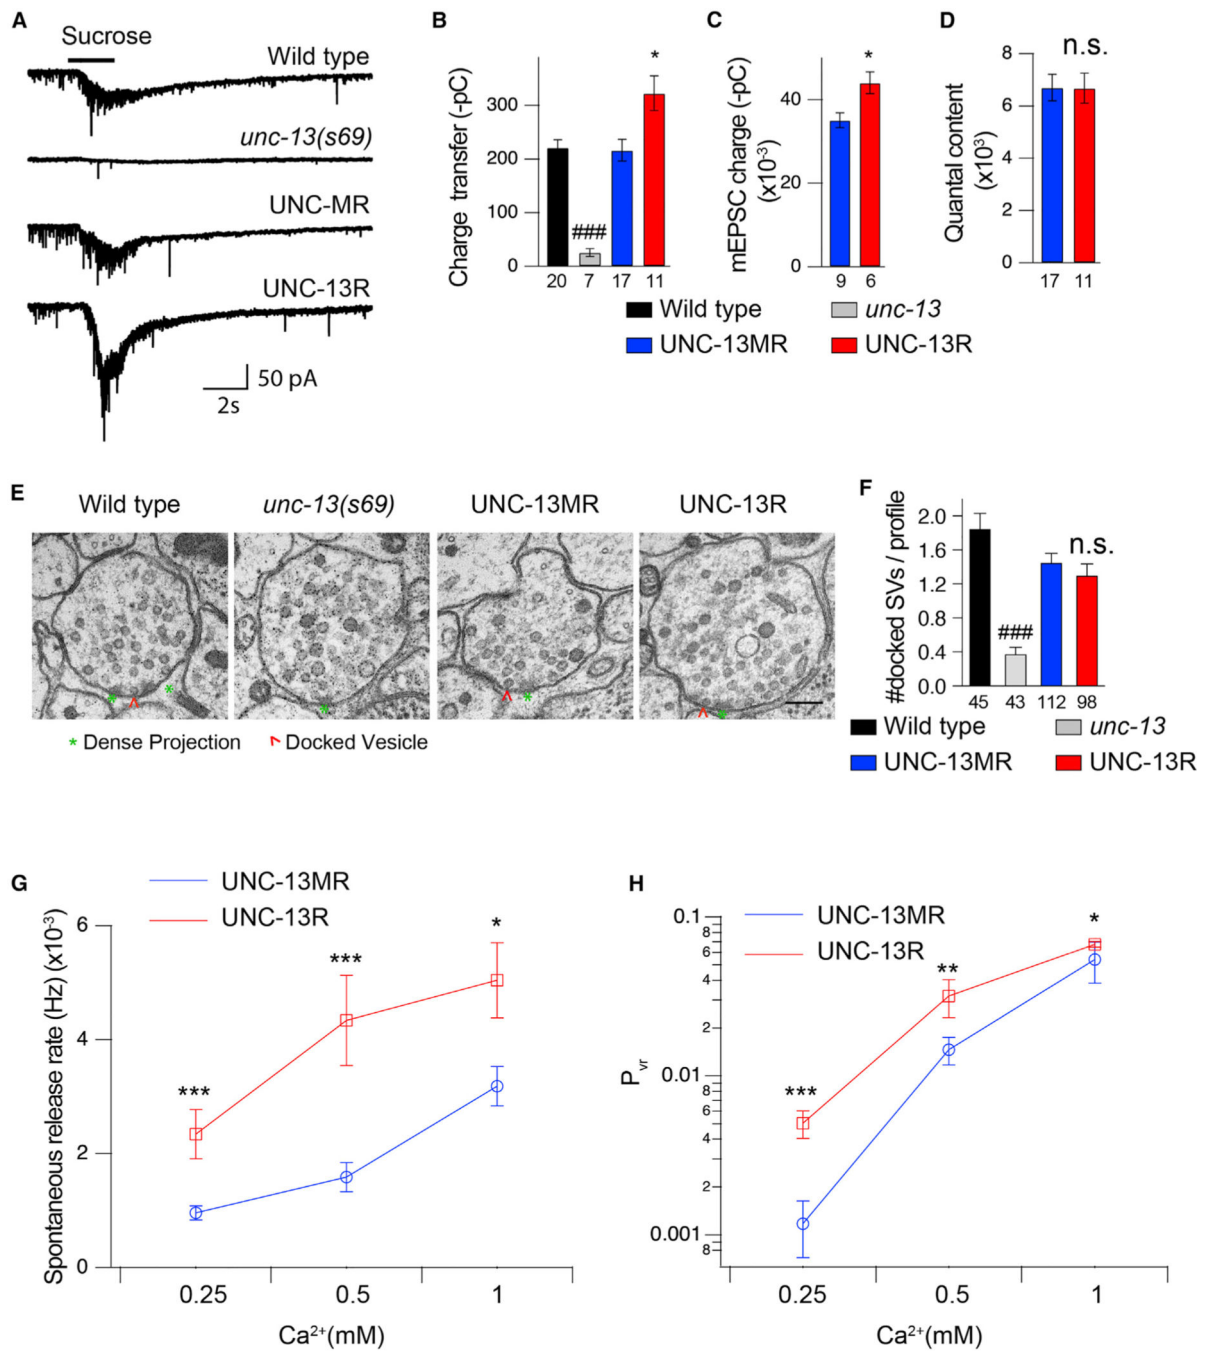 A
Sucrose
Wild type
unc-13(s69)
UNC-MR
UNC-13R
50 pA
2s
B
Charge transfer (-pC)
300
200
100
0
###
*
20 7 17 11
C
mEPSC charge (-pC)
(x10⁻³)
40
20
0
*
9 6
D
Quantal content
(x10³)
8
6
4
2
0
n.s.
17 11
Wild type
unc-13
UNC-13MR
UNC-13R
E
Wild type
unc-13(s69)
UNC-13MR
UNC-13R
* Dense Projection
Docked Vesicle
F
#docked SVs / profile
2.0
1.6
1.2
0.8
0.4
0.0
###
n.s.
45 43 112 98
Wild type
unc-13
UNC-13MR
UNC-13R
G
UNC-13MR
UNC-13R
Spontaneous release rate (Hz) (x10⁻³)
6
4
2
0
***
***
*
0.25 0.5 1
Ca²⁺(mM)
H
UNC-13MR
UNC-13R
Pvr
0.1
8
6
4
2
0.01
8
6
4
2
0.001
8
***
**
*
0.25 0.5 1
Ca²⁺(mM)